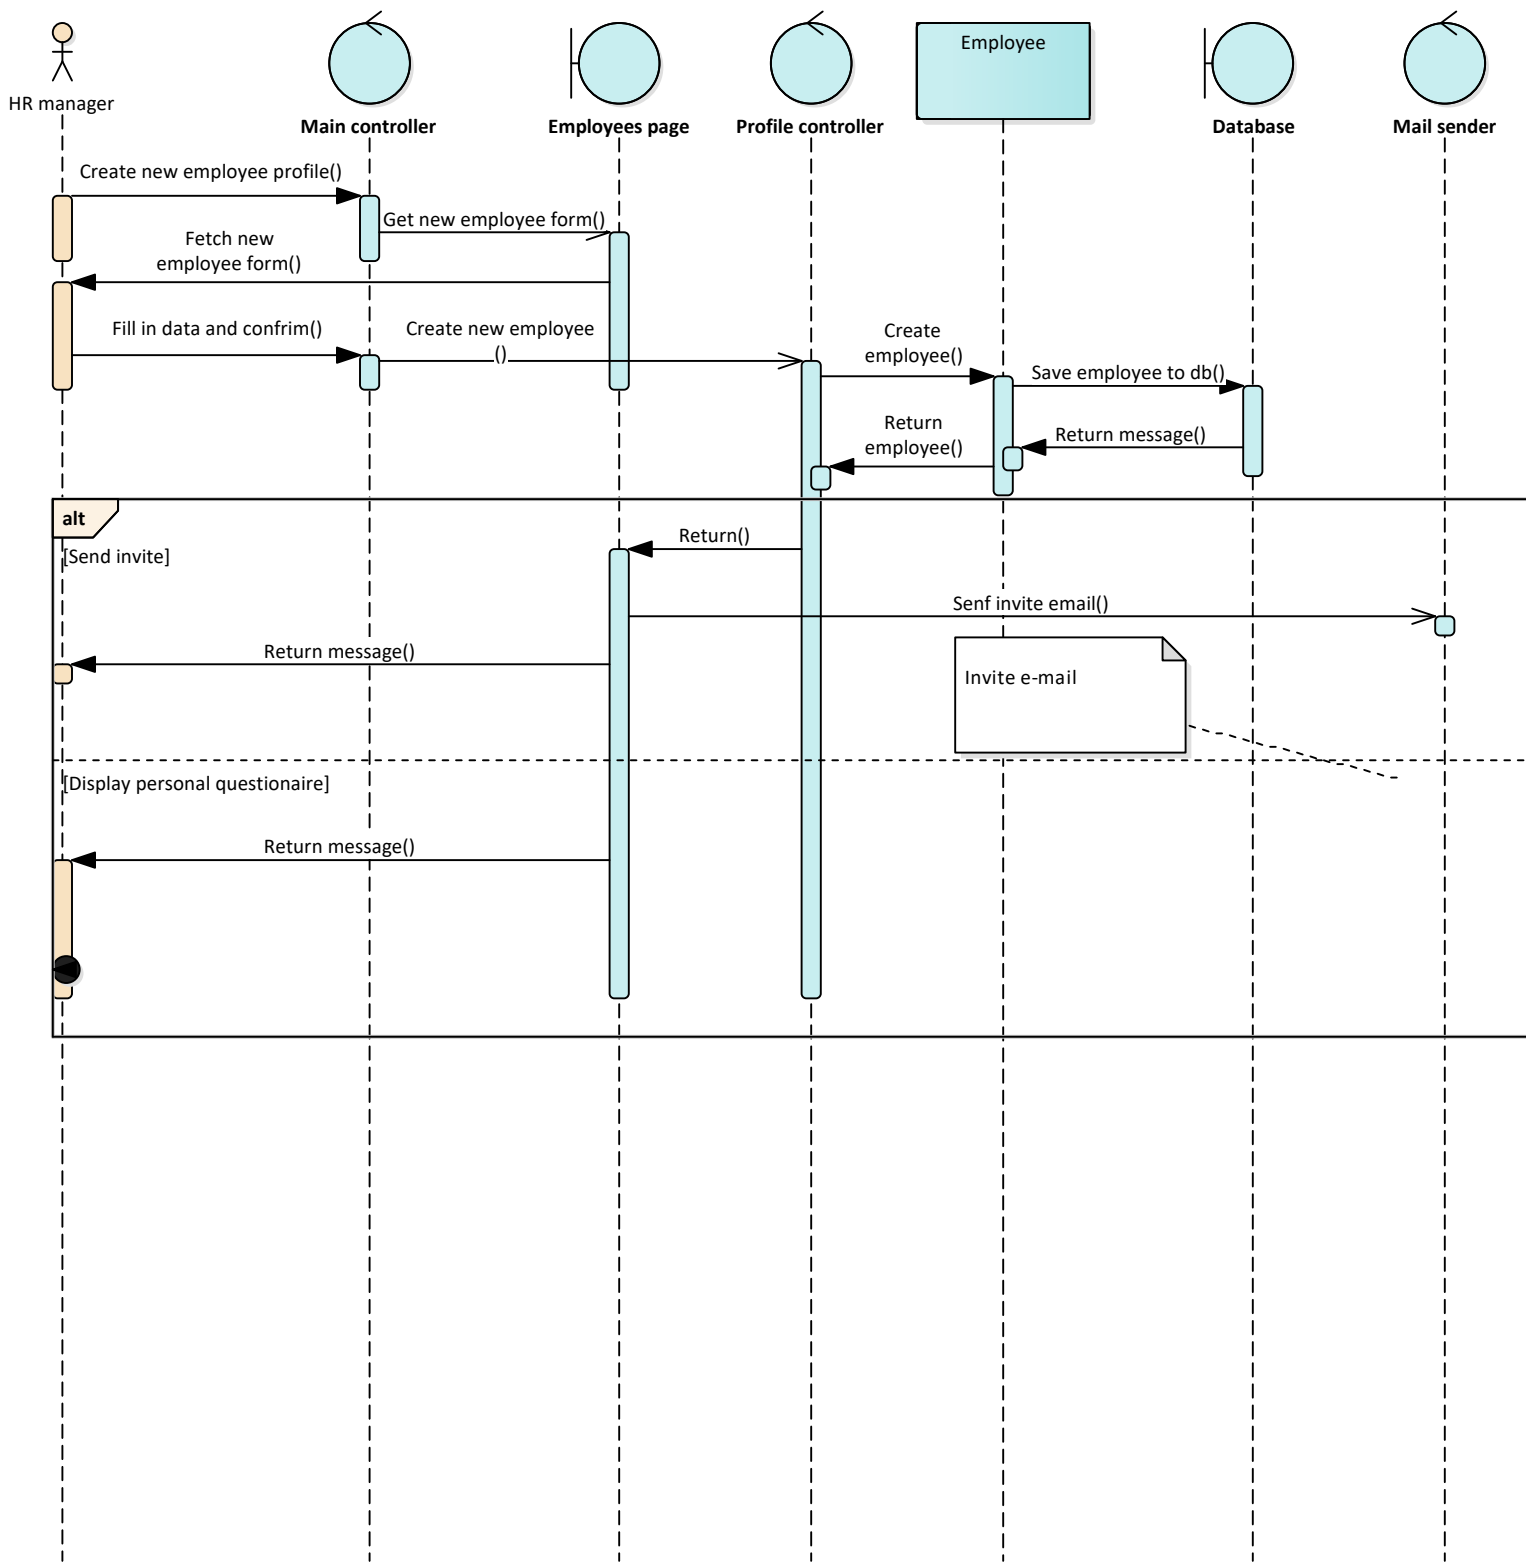 HR manager
Main controller
Employees page
Profile controller
Employee
Database
Mail sender
Create new employee profile()
Get new employee form()
Fetch new
employee form()
Fill in data and confrim()
Create new employee
()
Create
employee()
Save employee to db()
Return
employee()
Return message()
alt
[Send invite]
Return()
Senf invite email()
Return message()
Invite e-mail
[Display personal questionaire]
Return message()